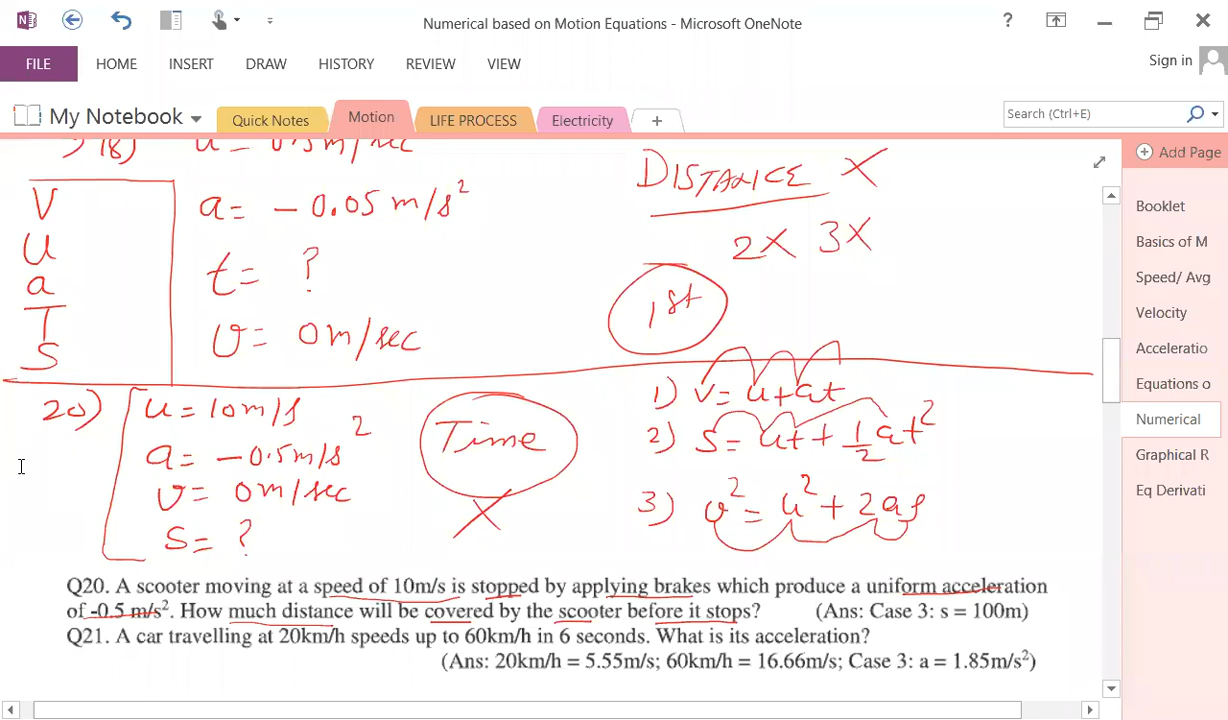 Numerical based on Motion Equations - Microsoft OneNote
?
FILE HOME INSERT DRAW HISTORY REVIEW VIEW
Sign in
My Notebook
Quick Notes Motion LIFE PROCESS Electricity +
Search (Ctrl+E)
Add Page
Booklet
Basics of M
Speed/ Avg
Velocity
Acceleratio
Equations o
Numerical
Graphical R
Eq Derivati
18)
V
u
a
T
S
a = - 0.05 m/s²
t = ?
v = 0 m/sec
DISTANCE X
2X 3X
1st
20) u = 10 m/s
a = -0.5 m/s²
v = 0 m/sec
s = ?
Time
X
1) v = u + at
2) s = ut + 1/2 at²
3) v² = u² + 2as
Q20. A scooter moving at a speed of 10m/s is stopped by applying brakes which produce a uniform acceleration
of -0.5 m/s². How much distance will be covered by the scooter before it stops? (Ans: Case 3: s = 100m)
Q21. A car travelling at 20km/h speeds up to 60km/h in 6 seconds. What is its acceleration?
(Ans: 20km/h = 5.55m/s; 60km/h = 16.66m/s; Case 3: a = 1.85m/s²)